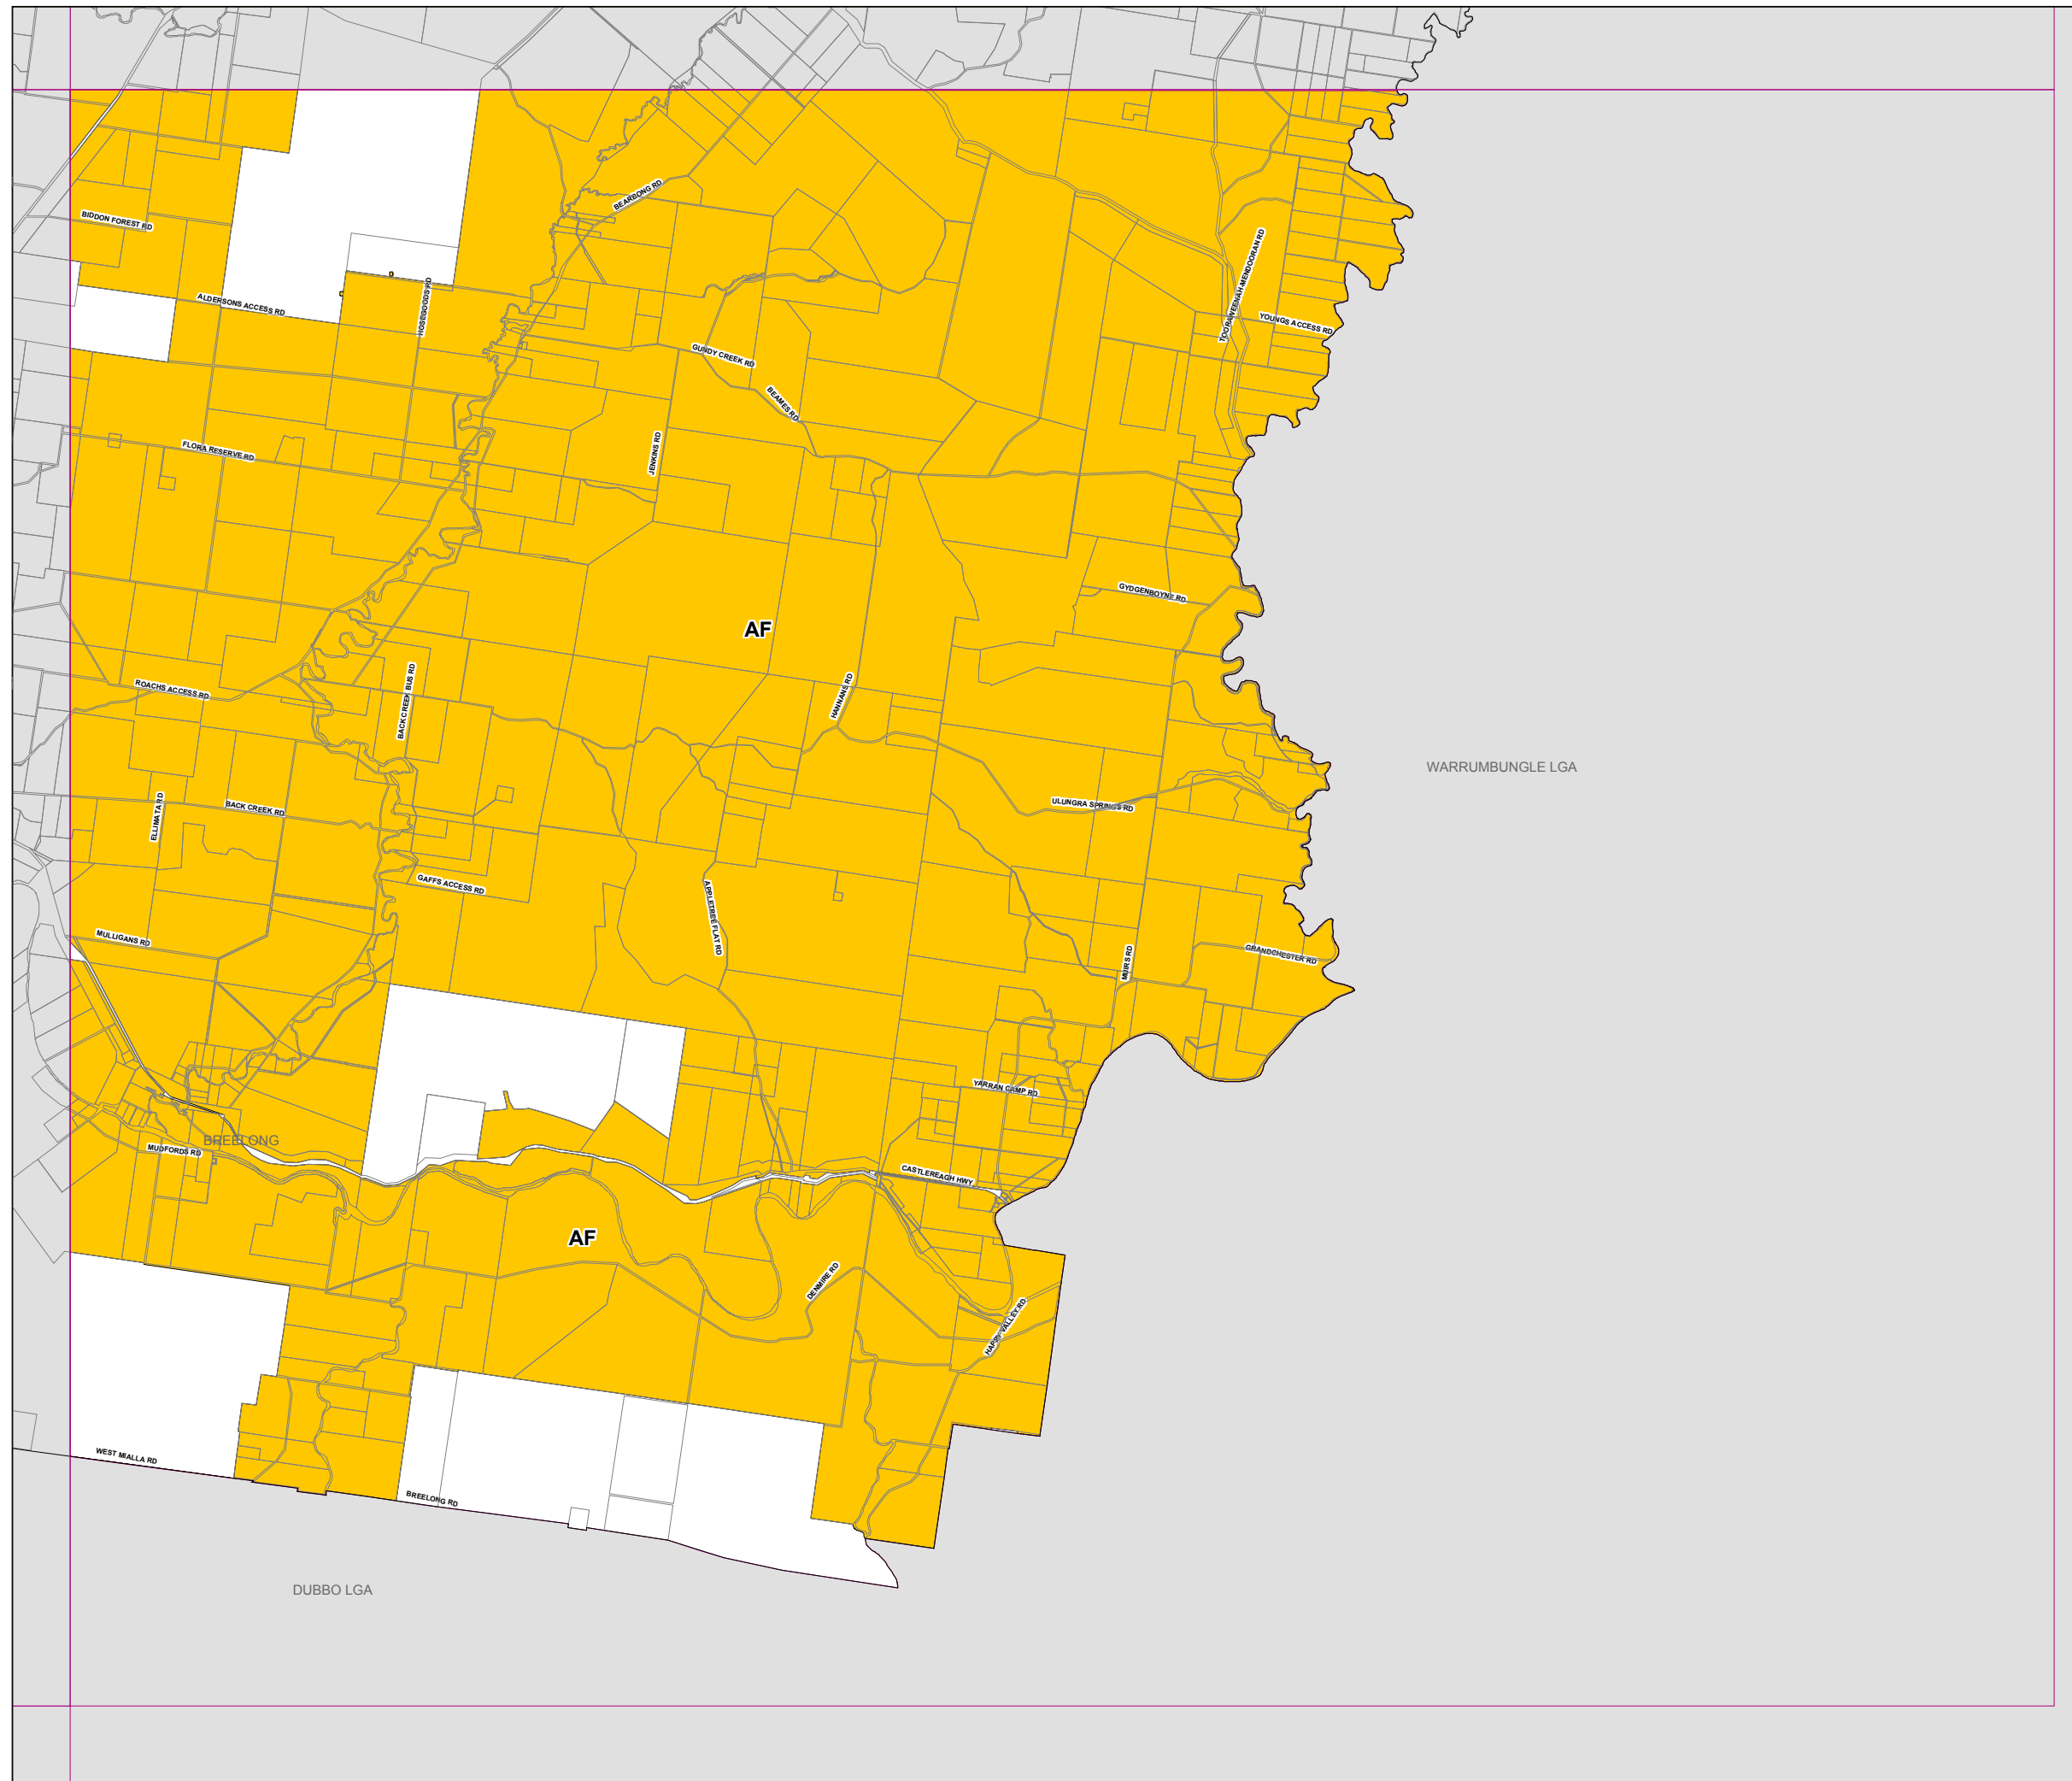 BEARBONG RD
BIDDON FOREST RD
TOORAWEENAH-MENDOORAN RD
ALDERSONS ACCESS RD
HOSEGOODS RD
YOUNGS ACCESS RD
GUNDY CREEK RD
BEAMES RD
FLORA RESERVE RD
JENKINS RD
GYDGENBOYNE RD
AF
ROACHS ACCESS RD
BACK CREEK BUS RD
HANNANS RD
WARRUMBUNGLE LGA
ELLIMATA RD
BACK CREEK RD
ULUNGRA SPRINGS RD
GAFFS ACCESS RD
APPLETREE FLAT RD
MULLIGANS RD
MUIRS RD
GRANDCHESTER RD
YARRAN CAMP RD
BREELONG
MUDFORDS RD
CASTLEREAGH HWY
AF
DENMIRE RD
HAPPY VALLEY RD
WEST MIALLA RD
BREELONG RD
DUBBO LGA